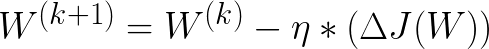 W^{(k+1)} = W^{(k)} − η ∗ (ΔJ(W))